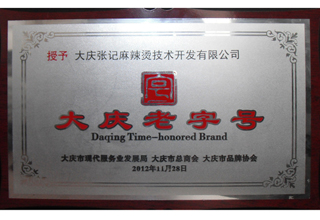 授予 大庆张记麻辣烫技术开发有限公司
大庆老字号
Daqing Time-honored Brand
大庆市现代服务业发展局 大庆市总商会 大庆市品牌协会
2012年11月28日